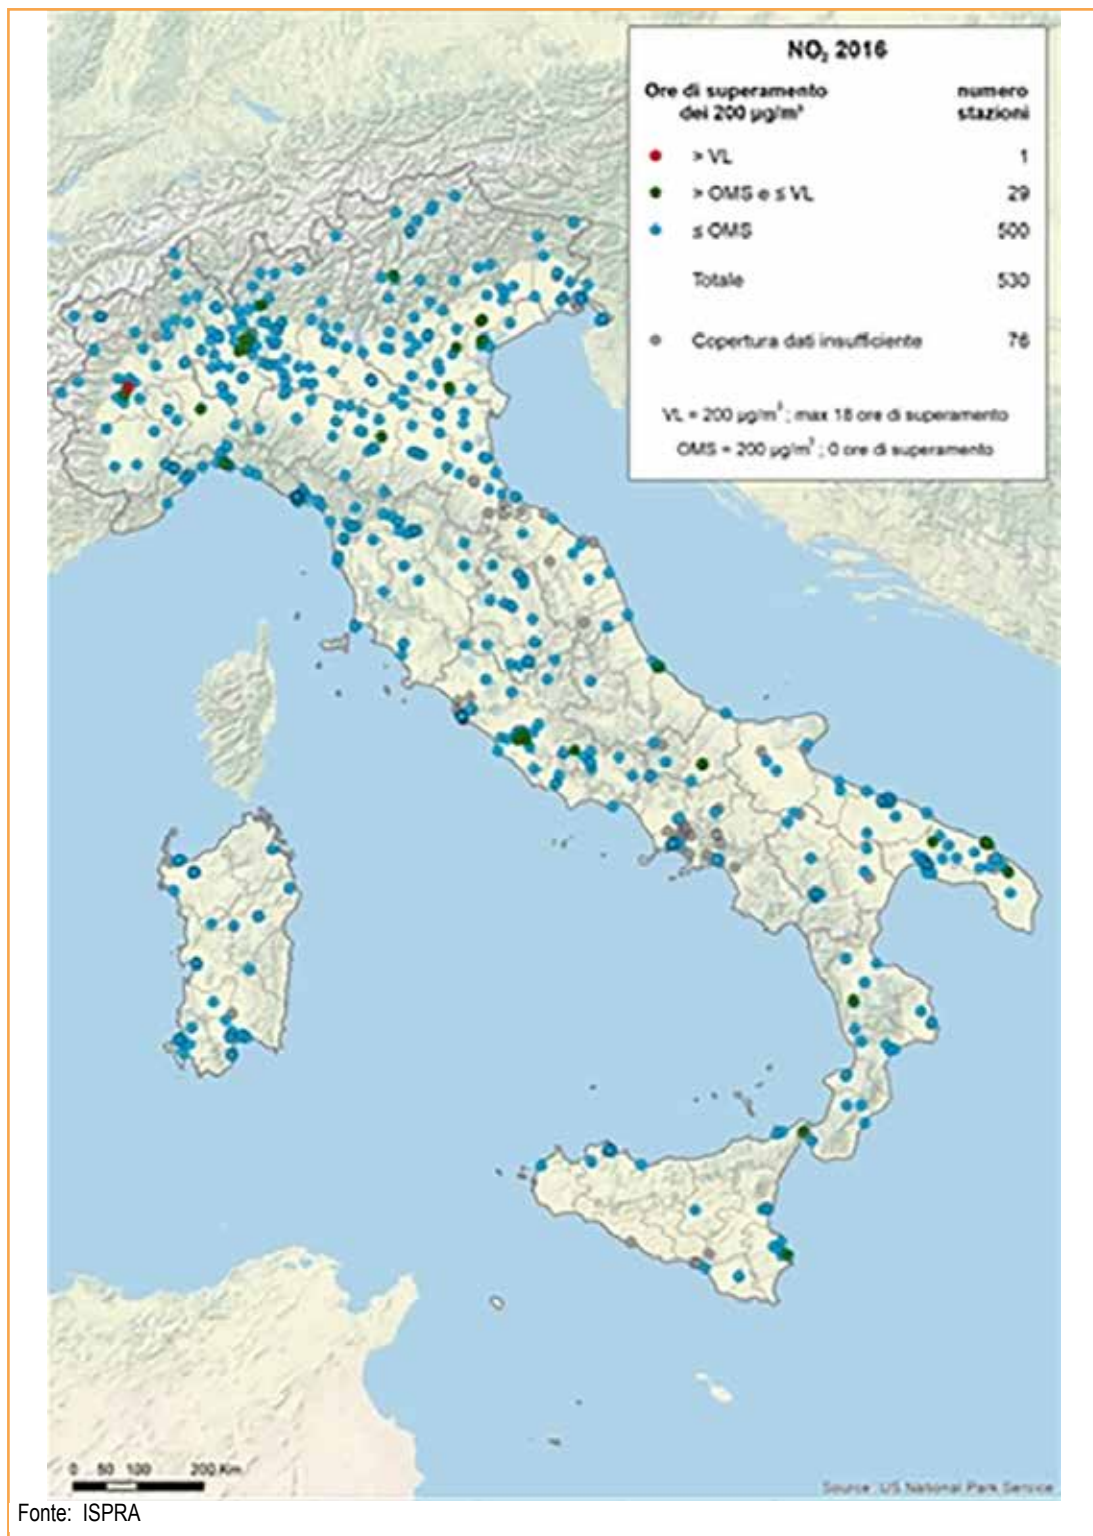 NO₂ 2016
Ore di superamento numero
dei 200 µg/m³ stazioni
> VL 1
> OMS e ≤ VL 29
≤ OMS 500
Totale 530
Copertura dati insufficiente 76
VL = 200 µg/m³ ; max 18 ore di superamento
OMS = 200 µg/m³ ; 0 ore di superamento
0 50 100 200 Km
Source: US National Park Service
Fonte: ISPRA